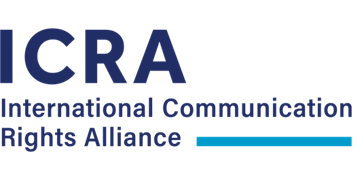 ICRA
International Communication
Rights Alliance